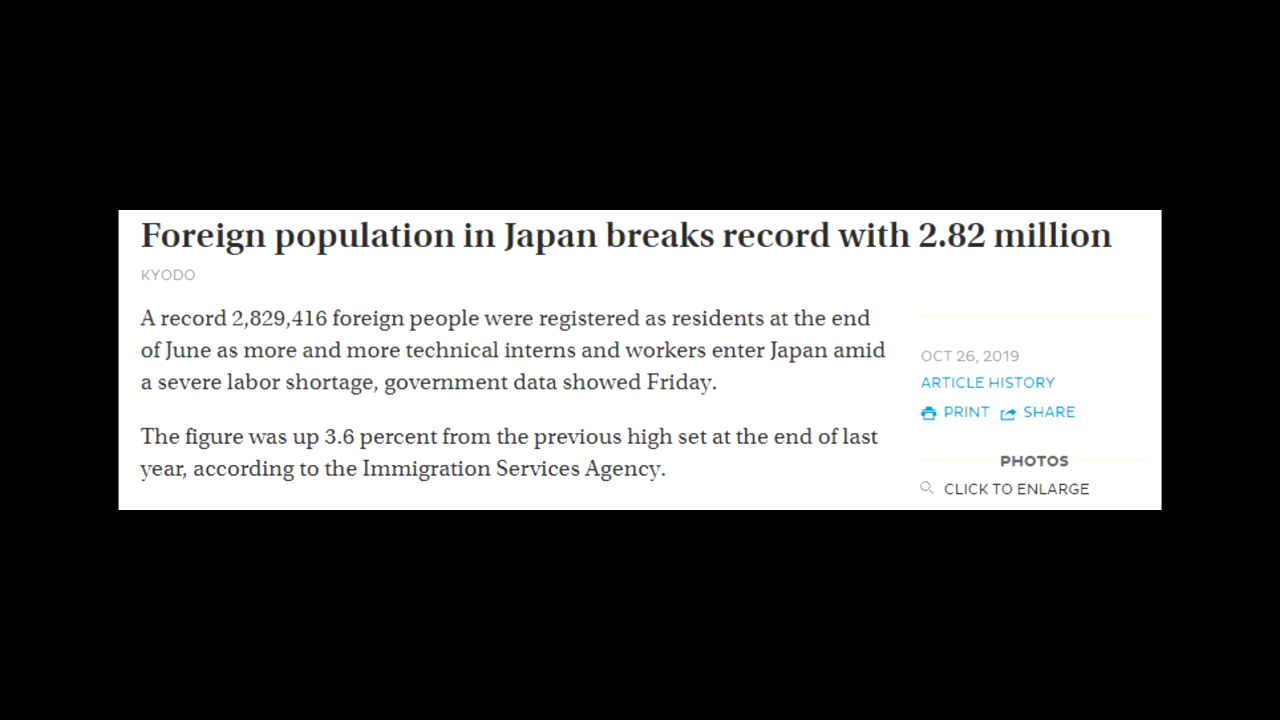 Foreign population in Japan breaks record with 2.82 million
KYODO
A record 2,829,416 foreign people were registered as residents at the end
of June as more and more technical interns and workers enter Japan amid
a severe labor shortage, government data showed Friday.
The figure was up 3.6 percent from the previous high set at the end of last
year, according to the Immigration Services Agency.
OCT 26, 2019
ARTICLE HISTORY
PRINT SHARE
PHOTOS
CLICK TO ENLARGE